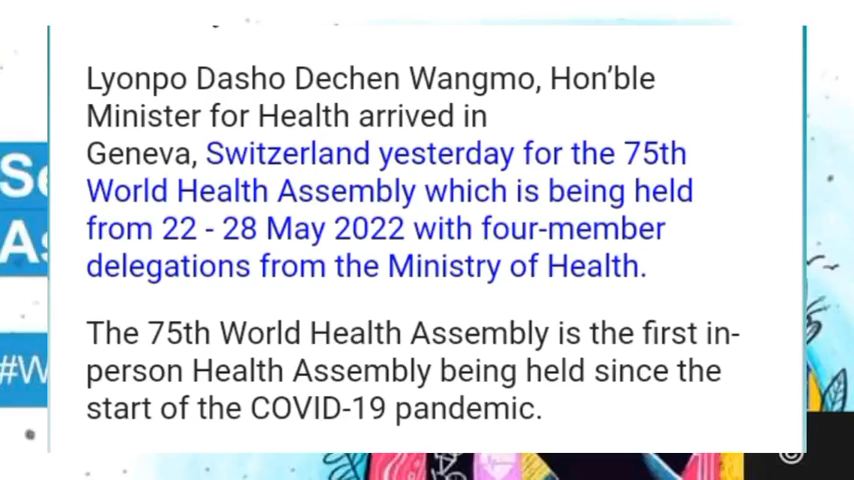 Lyonpo Dasho Dechen Wangmo, Hon'ble
Minister for Health arrived in
Geneva, Switzerland yesterday for the 75th
World Health Assembly which is being held
from 22 - 28 May 2022 with four-member
delegations from the Ministry of Health.
The 75th World Health Assembly is the first in-
person Health Assembly being held since the
start of the COVID-19 pandemic.